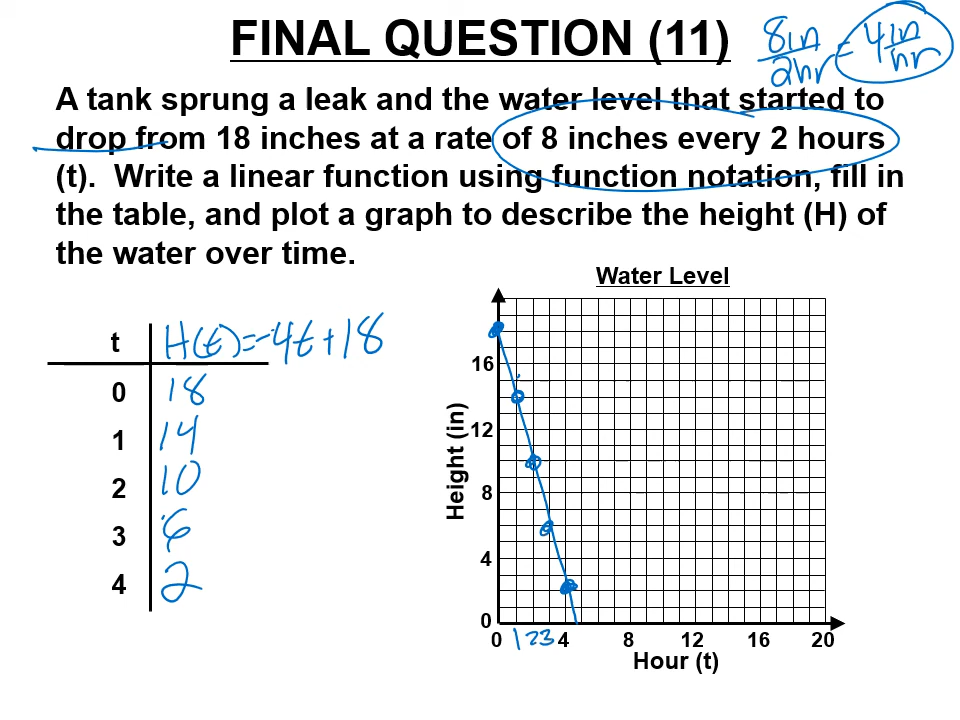 FINAL QUESTION (11)
8in/2hr = 4 in/hr
A tank sprung a leak and the water level that started to
drop from 18 inches at a rate of 8 inches every 2 hours
(t).  Write a linear function using function notation, fill in
the table, and plot a graph to describe the height (H) of
the water over time.
t H(t)=-4t+18
0 18
1 14
2 10
3 6
4 2
Water Level
Height (in)
16
12
8
4
0
0 1 2 3 4 8 12 16 20
Hour (t)